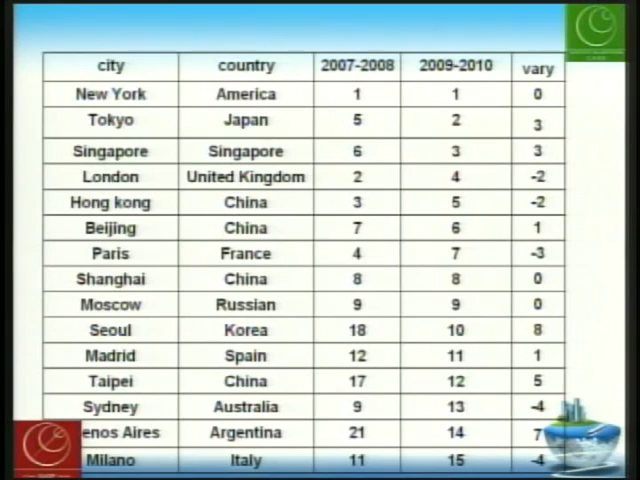 city country 2007-2008 2009-2010 vary
New York America 1 1 0
Tokyo Japan 5 2 3
Singapore Singapore 6 3 3
London United Kingdom 2 4 -2
Hong kong China 3 5 -2
Beijing China 7 6 1
Paris France 4 7 -3
Shanghai China 8 8 0
Moscow Russian 9 9 0
Seoul Korea 18 10 8
Madrid Spain 12 11 1
Taipei China 17 12 5
Sydney Australia 9 13 -4
enos Aires Argentina 21 14 7
Milano Italy 11 15 -4